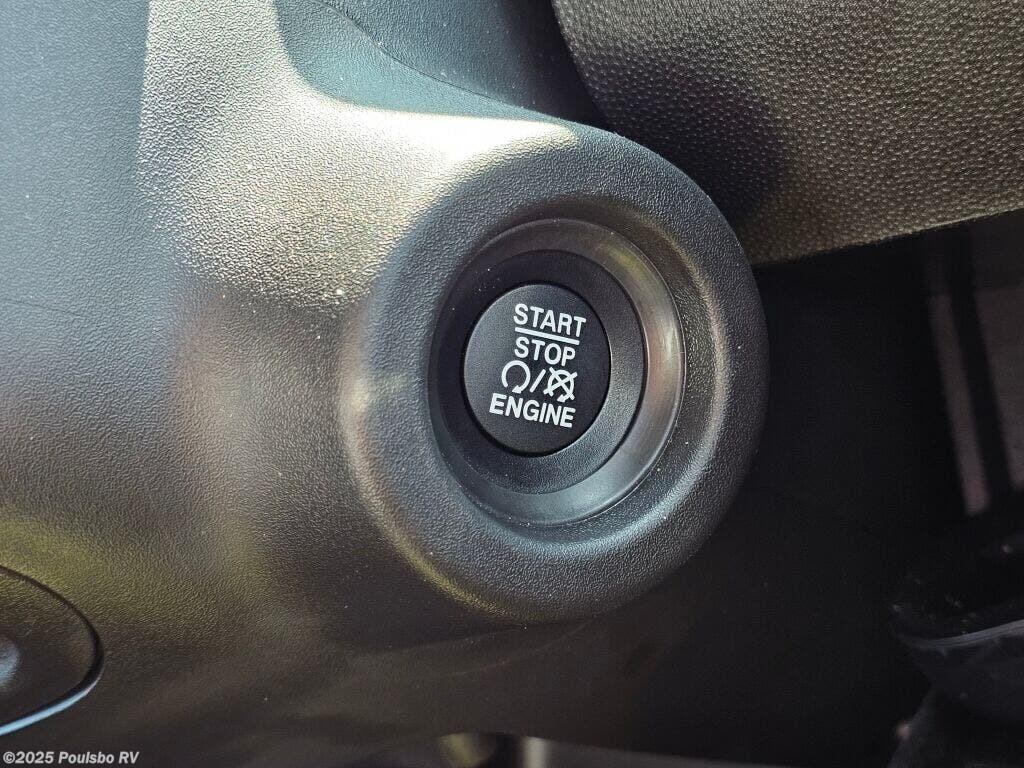 START
STOP
/
ENGINE
©2025 Poulsbo RV